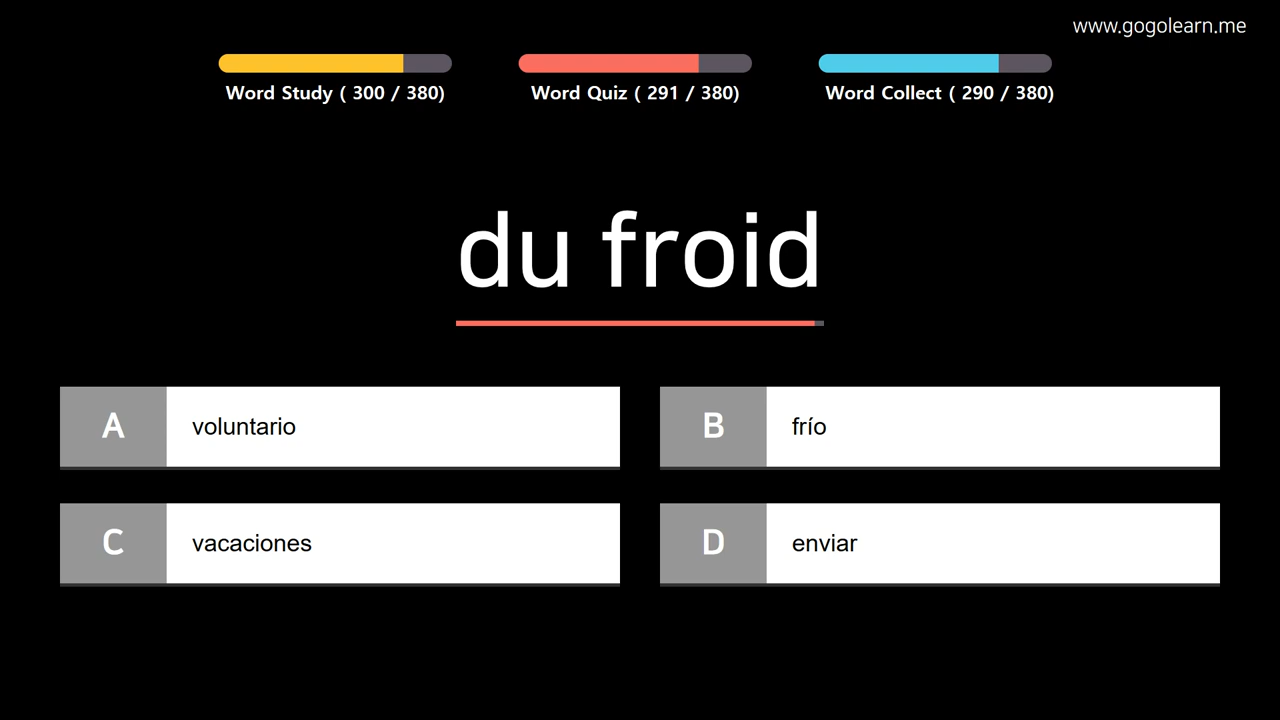 www.gogolearn.me
Word Study ( 300 / 380)
Word Quiz ( 291 / 380)
Word Collect ( 290 / 380)
du froid
A voluntario
B frío
C vacaciones
D enviar